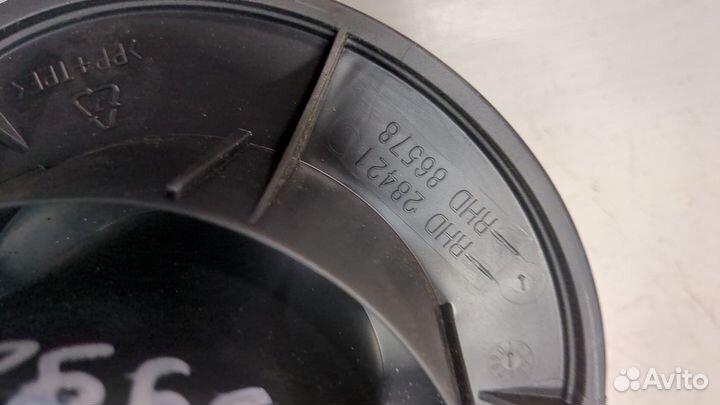 >PP+TPE<
RHD 28421
RHD 86578
Avito